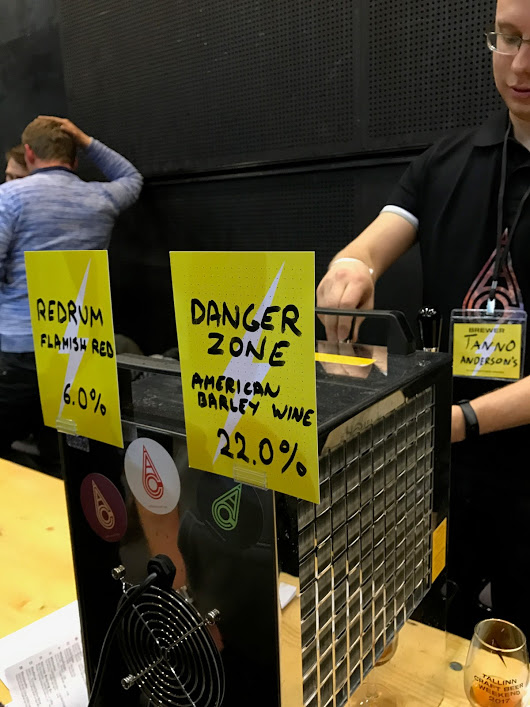 REDRUM
FLAMISH RED
6.0%
DANGER
ZONE
AMERICAN
BARLEY WINE
22.0%
BREWER
TANNO
ANDERSON'S
TALLINN
CRAFT BEER
WEEKEND
2017